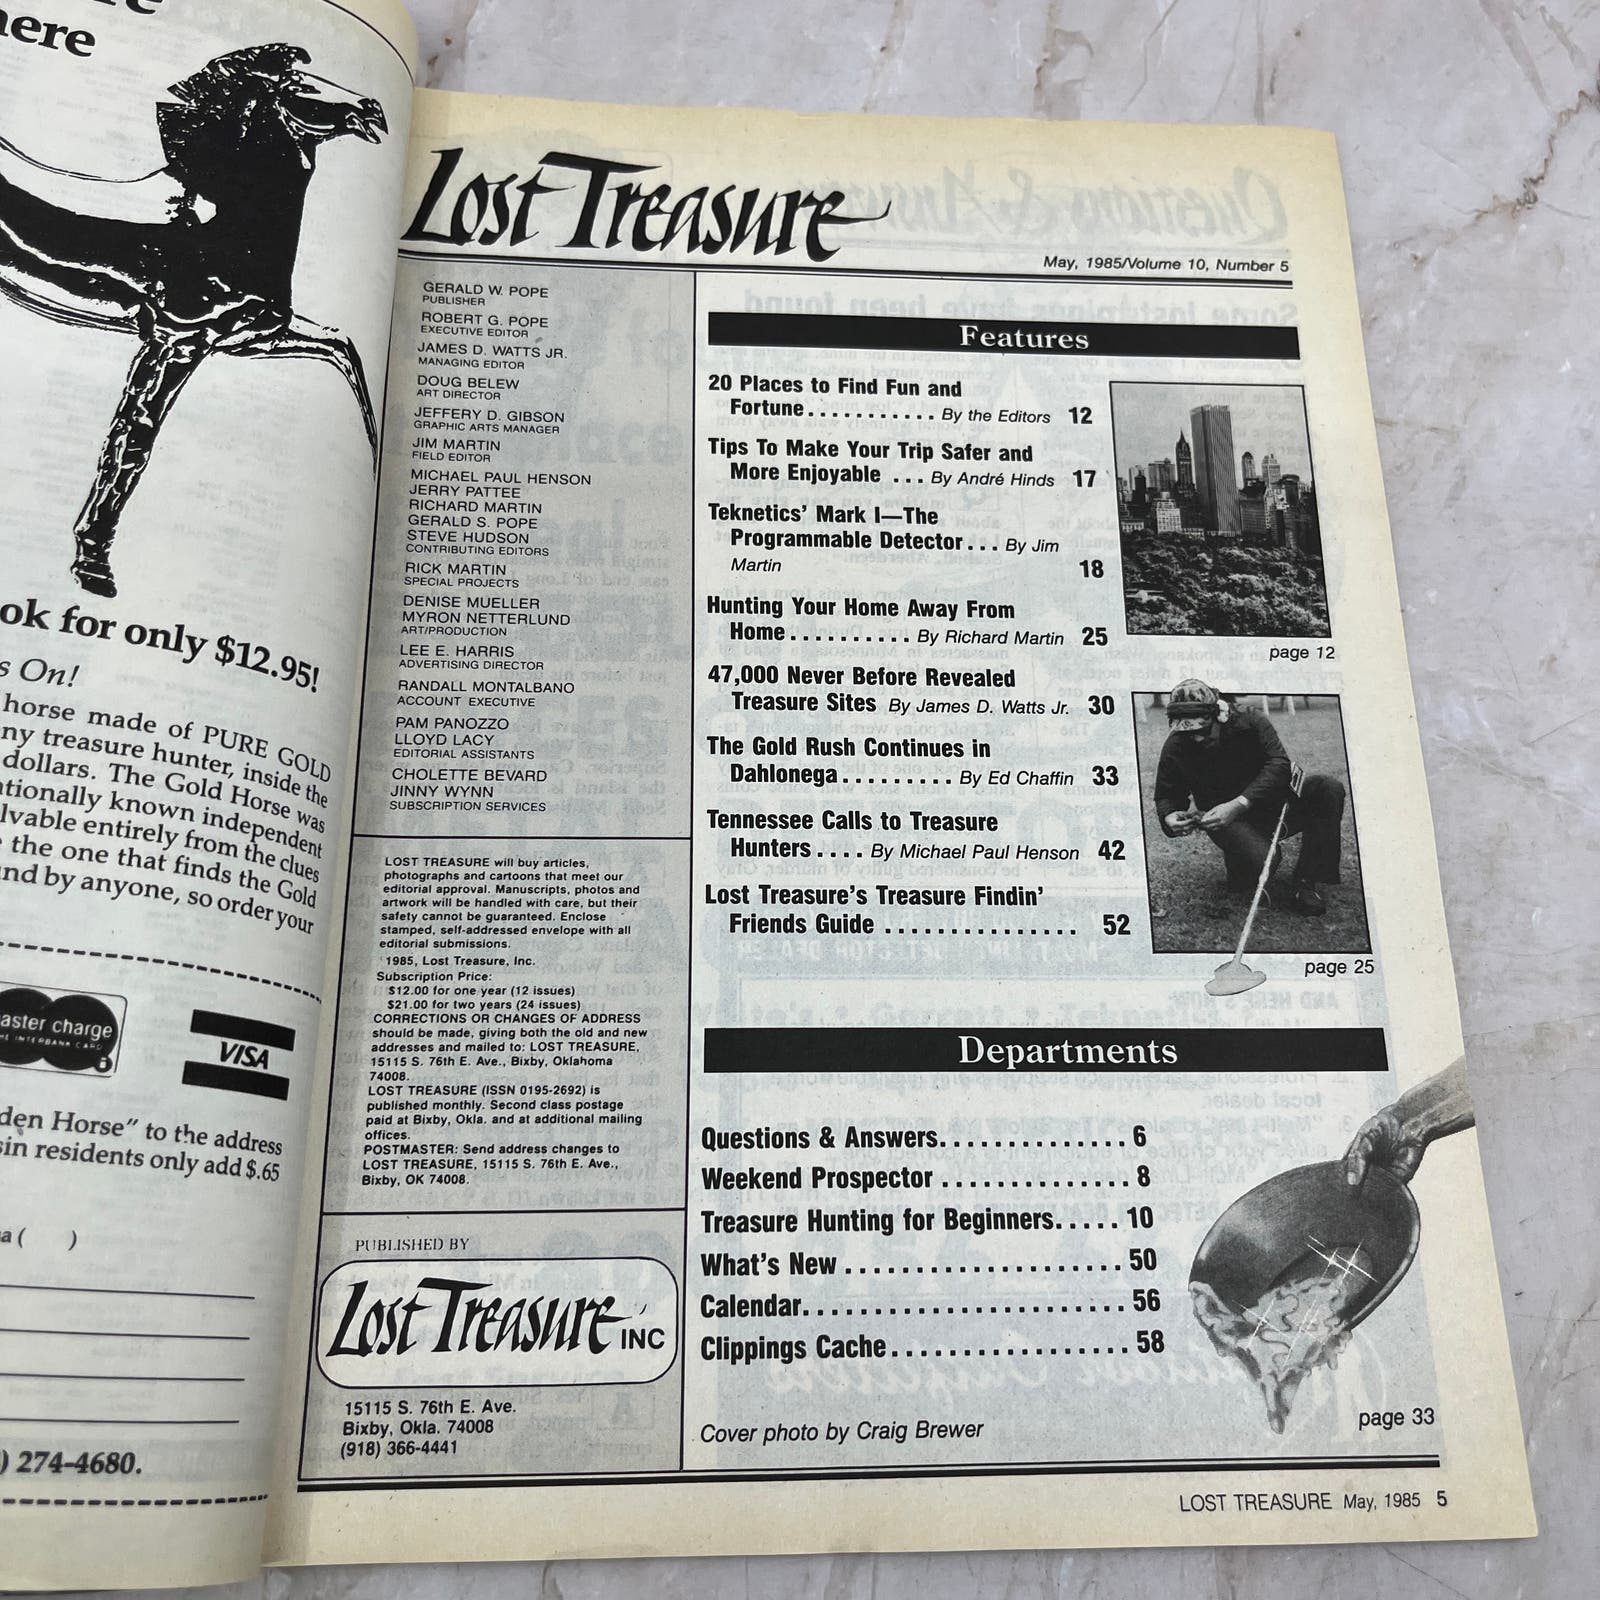 here
ok for only $12.95!
s On!
horse made of PURE GOLD
ny treasure hunter, inside the
dollars. The Gold Horse was
ationally known independent
lvable entirely from the clues
the one that finds the Gold
und by anyone, so order your
aster charge
THE INTERBANK CARD
VISA
den Horse" to the address
sin residents only add $.65
a ( )
) 274-4680.
Lost Treasure
May, 1985/Volume 10, Number 5
GERALD W. POPE
PUBLISHER
ROBERT G. POPE
EXECUTIVE EDITOR
JAMES D. WATTS JR.
MANAGING EDITOR
DOUG BELEW
ART DIRECTOR
JEFFERY D. GIBSON
GRAPHIC ARTS MANAGER
JIM MARTIN
FIELD EDITOR
MICHAEL PAUL HENSON
JERRY PATTEE
RICHARD MARTIN
GERALD S. POPE
STEVE HUDSON
CONTRIBUTING EDITORS
RICK MARTIN
SPECIAL PROJECTS
DENISE MUELLER
MYRON NETTERLUND
ART/PRODUCTION
LEE E. HARRIS
ADVERTISING DIRECTOR
RANDALL MONTALBANO
ACCOUNT EXECUTIVE
PAM PANOZZO
LLOYD LACY
EDITORIAL ASSISTANTS
CHOLETTE BEVARD
JINNY WYNN
SUBSCRIPTION SERVICES
LOST TREASURE will buy articles,
photographs and cartoons that meet our
editorial approval. Manuscripts, photos and
artwork will be handled with care, but their
safety cannot be guaranteed. Enclose
stamped, self-addressed envelope with all
editorial submissions.
1985, Lost Treasure, Inc.
Subscription Price:
$12.00 for one year (12 issues)
$21.00 for two years (24 issues)
CORRECTIONS OR CHANGES OF ADDRESS
should be made, giving both the old and new
addresses and mailed to: LOST TREASURE,
15115 S. 76th E. Ave., Bixby, Oklahoma
74008.
LOST TREASURE (ISSN 0195-2692) is
published monthly. Second class postage
paid at Bixby, Okla. and at additional mailing
offices.
POSTMASTER: Send address changes to
LOST TREASURE, 15115 S. 76th E. Ave.,
Bixby, OK 74008.
PUBLISHED BY
Lost Treasure INC
15115 S. 76th E. Ave.
Bixby, Okla. 74008
(918) 366-4441
Features
20 Places to Find Fun and
Fortune........... By the Editors 12
Tips To Make Your Trip Safer and
More Enjoyable ... By André Hinds 17
Teknetics' Mark I—The
Programmable Detector... By Jim
Martin 18
Hunting Your Home Away From
Home.......... By Richard Martin 25
47,000 Never Before Revealed
Treasure Sites By James D. Watts Jr. 30
The Gold Rush Continues in
Dahlonega......... By Ed Chaffin 33
Tennessee Calls to Treasure
Hunters.... By Michael Paul Henson 42
Lost Treasure's Treasure Findin'
Friends Guide ............... 52
page 12
page 25
Departments
Questions & Answers.............. 6
Weekend Prospector .............. 8
Treasure Hunting for Beginners..... 10
What's New .................... 50
Calendar....................... 56
Clippings Cache................. 58
page 33
Cover photo by Craig Brewer
LOST TREASURE May, 1985 5